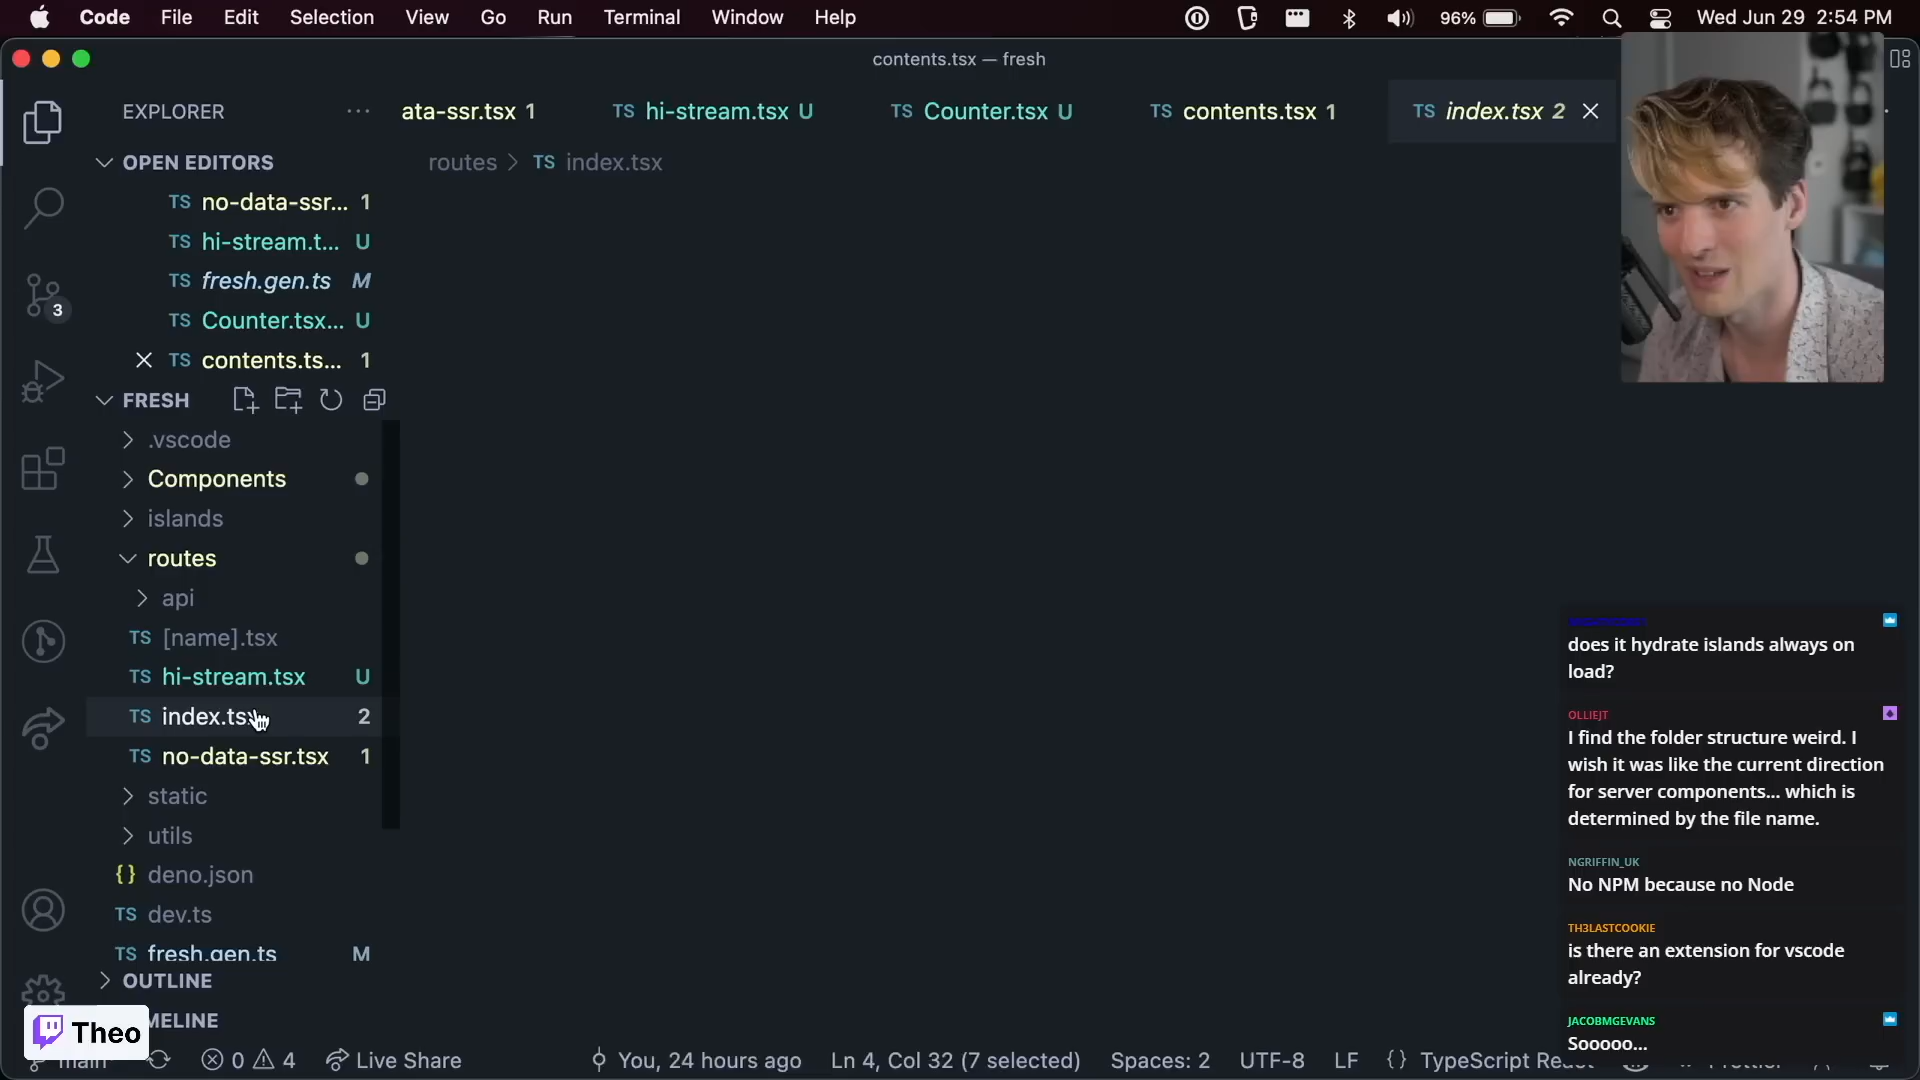 Code File Edit Selection View Go Run Terminal Window Help 96% Wed Jun 29 2:54 PM
contents.tsx — fresh
EXPLORER ···
ata-ssr.tsx 1 TS hi-stream.tsx U TS Counter.tsx U TS contents.tsx 1 TS index.tsx 2
OPEN EDITORS
routes > TS index.tsx
TS no-data-ssr... 1
TS hi-stream.t... U
TS fresh.gen.ts M
TS Counter.tsx... U
TS contents.ts... 1
FRESH
.vscode
Components
islands
routes
api
TS [name].tsx
TS hi-stream.tsx U
TS index.tsx 2
TS no-data-ssr.tsx 1
static
utils
{} deno.json
TS dev.ts
TS fresh.gen.ts M
OUTLINE
MELINE
3
does it hydrate islands always on
load?
OLLIEJT
I find the folder structure weird. I
wish it was like the current direction
for server components... which is
determined by the file name.
NGRIFFIN_UK
No NPM because no Node
TH3LASTCOOKIE
is there an extension for vscode
already?
JACOBMGEVANS
Sooooo...
Theo
main 0 4 Live Share You, 24 hours ago Ln 4, Col 32 (7 selected) Spaces: 2 UTF-8 LF {} TypeScript React Prettier